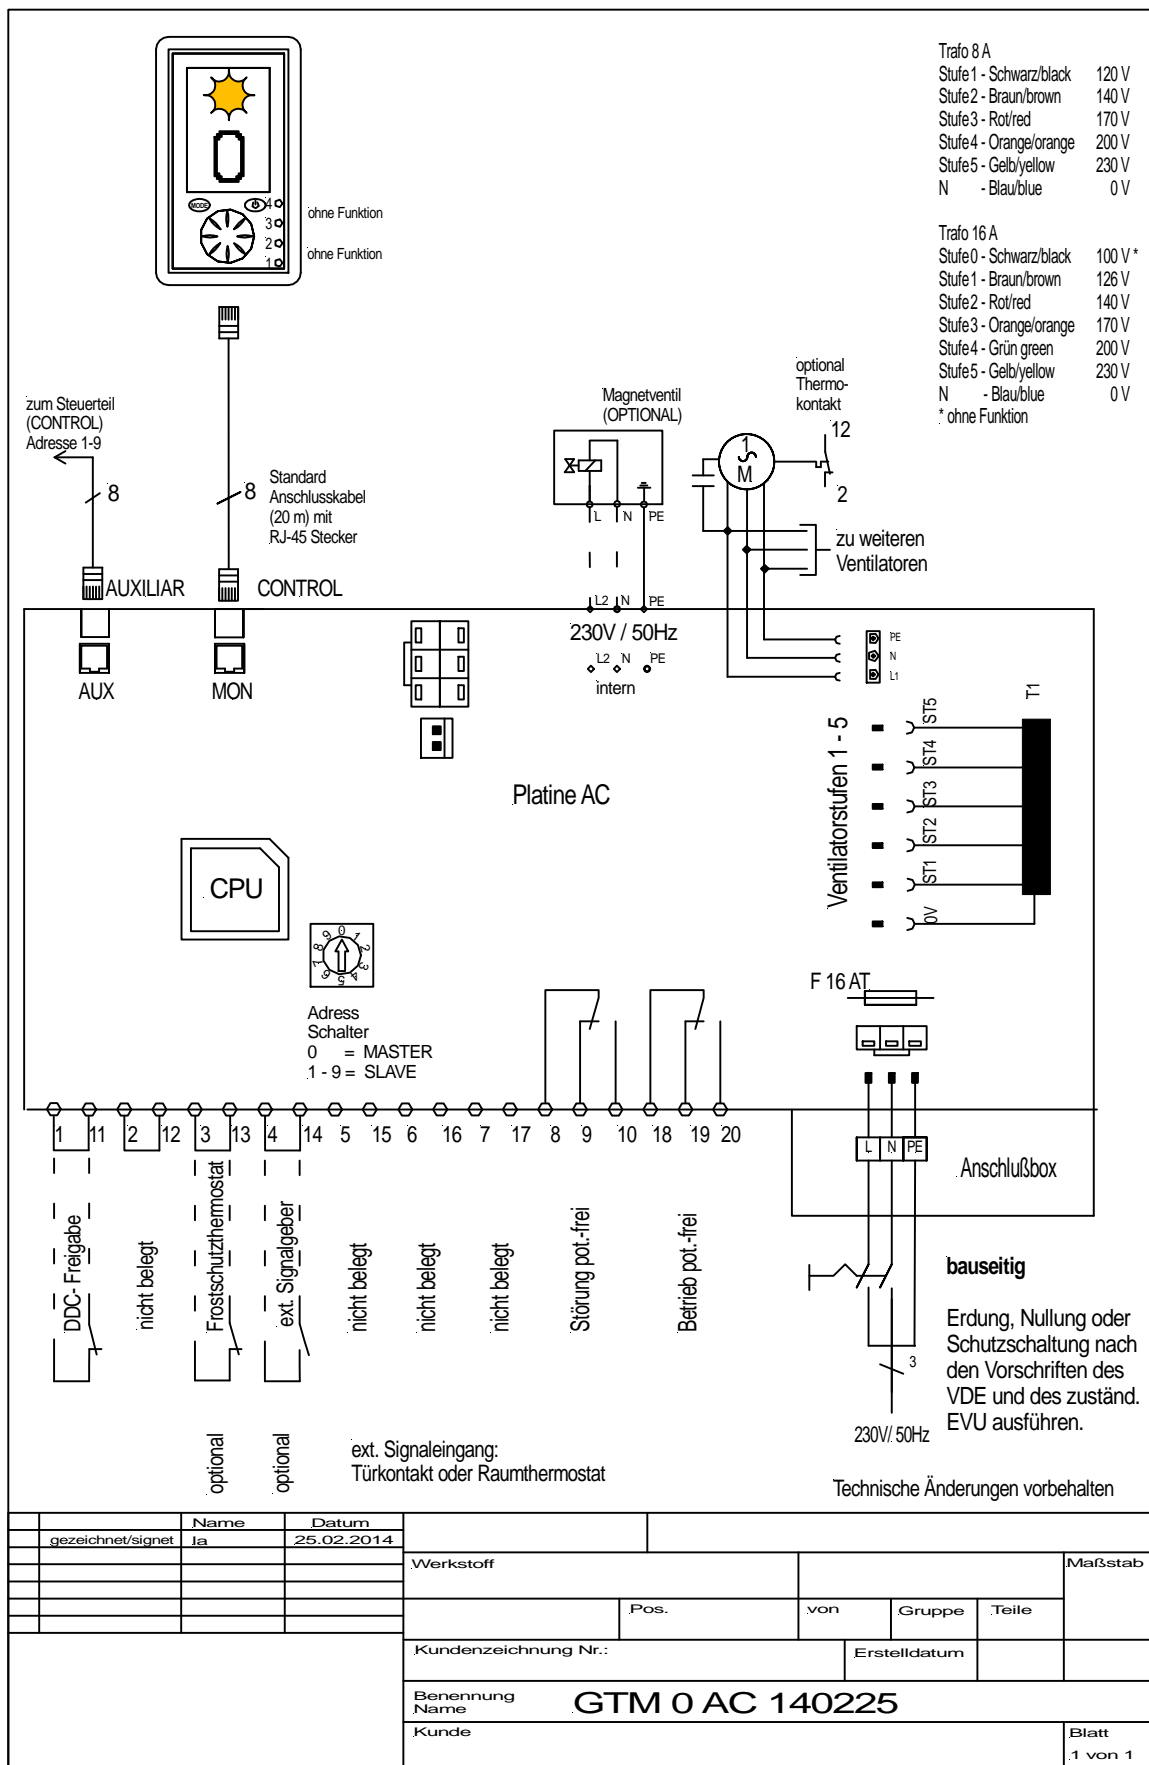 Trafo 8 A
Stufe 1 - Schwarz/black 120 V
Stufe 2 - Braun/brown 140 V
Stufe 3 - Rot/red 170 V
Stufe 4 - Orange/orange 200 V
Stufe 5 - Gelb/yellow 230 V
N - Blau/blue 0 V
Trafo 16 A
Stufe 0 - Schwarz/black 100 V *
Stufe 1 - Braun/brown 126 V
Stufe 2 - Rot/red 140 V
Stufe 3 - Orange/orange 170 V
Stufe 4 - Grün green 200 V
Stufe 5 - Gelb/yellow 230 V
N - Blau/blue 0 V
* ohne Funktion
0
MODE
4
3
2
1
ohne Funktion
ohne Funktion
zum Steuerteil
(CONTROL)
Adresse 1-9
8
8
Standard
Anschlusskabel
(20 m) mit
RJ-45 Stecker
AUXILIAR
CONTROL
AUX
MON
Magnetventil
(OPTIONAL)
L N PE
L2 N PE
230V / 50Hz
L2 N PE
intern
optional
Thermo-
kontakt
12
2
1
M
zu weiteren
Ventilatoren
PE
N
L1
T1
Ventilatorstufen 1 - 5
ST5
ST4
ST3
ST2
ST1
0V
Platine AC
CPU
0 1 2 3 4 5 6 7 8 9
Adress
Schalter
0 = MASTER
1 - 9 = SLAVE
F 16 AT
1 11 2 12 3 13 4 14 5 15 6 16 7 17 8 9 10 18 19 20
L N PE
Anschlußbox
DDC- Freigabe
nicht belegt
Frostschutzthermostat
ext. Signalgeber
nicht belegt
nicht belegt
nicht belegt
Störung pot.-frei
Betrieb pot.-frei
optional
optional
bauseitig
Erdung, Nullung oder
Schutzschaltung nach
den Vorschriften des
VDE und des zuständ.
EVU ausführen.
3
230V/ 50Hz
ext. Signaleingang:
Türkontakt oder Raumthermostat
Technische Änderungen vorbehalten
Name Datum
gezeichnet/signet Ja 25.02.2014
Werkstoff
Maßstab
Pos. von Gruppe Teile
Kundenzeichnung Nr.: Erstelldatum
Benennung
Name
GTM 0 AC 140225
Kunde
Blatt
1 von 1